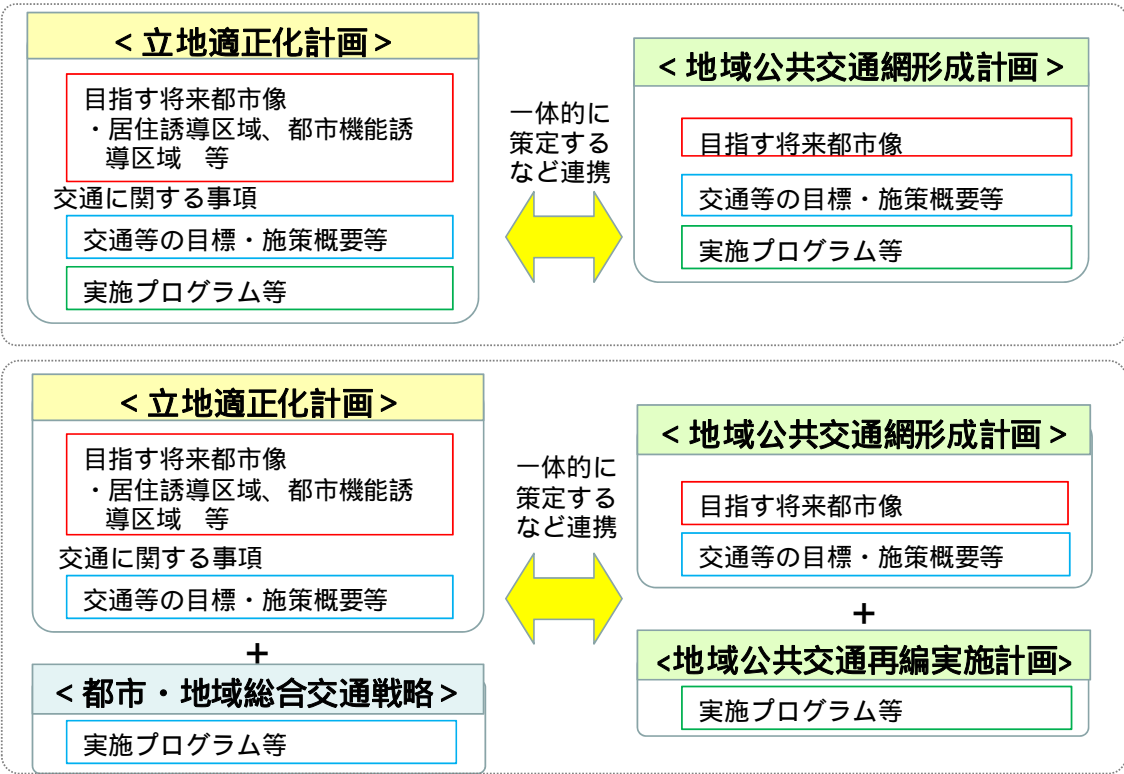 <立地適正化計画>
目指す将来都市像
・居住誘導区域、都市機能誘
導区域 等
交通に関する事項
交通等の目標・施策概要等
実施プログラム等
一体的に
策定する
など連携
<地域公共交通網形成計画>
目指す将来都市像
交通等の目標・施策概要等
実施プログラム等
<立地適正化計画>
目指す将来都市像
・居住誘導区域、都市機能誘
導区域 等
交通に関する事項
交通等の目標・施策概要等
+
<都市・地域総合交通戦略>
実施プログラム等
一体的に
策定する
など連携
<地域公共交通網形成計画>
目指す将来都市像
交通等の目標・施策概要等
+
<地域公共交通再編実施計画>
実施プログラム等